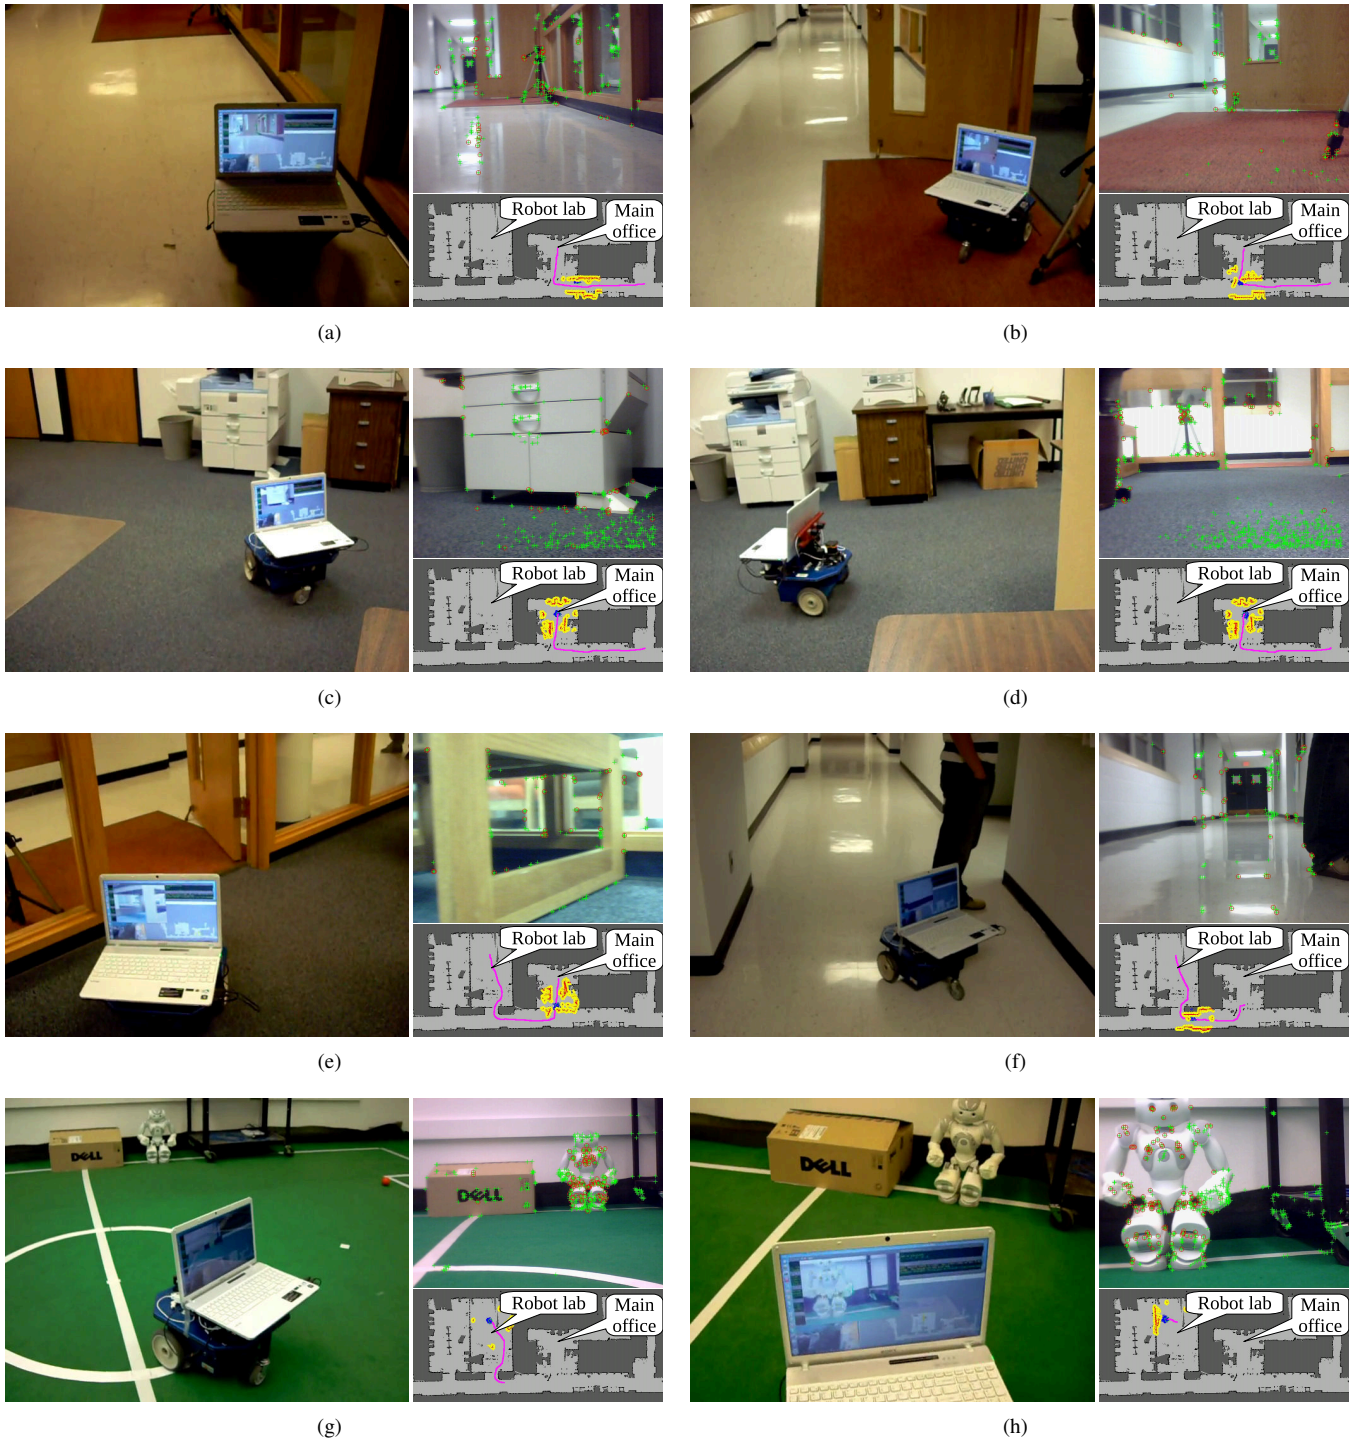 Robot lab
Main
office
(a)
Robot lab
Main
office
(b)
Robot lab
Main
office
(c)
Robot lab
Main
office
(d)
Robot lab
Main
office
(e)
Robot lab
Main
office
(f)
DELL
DELL
Robot lab
Main
office
(g)
DELL
Robot lab
Main
office
(h)